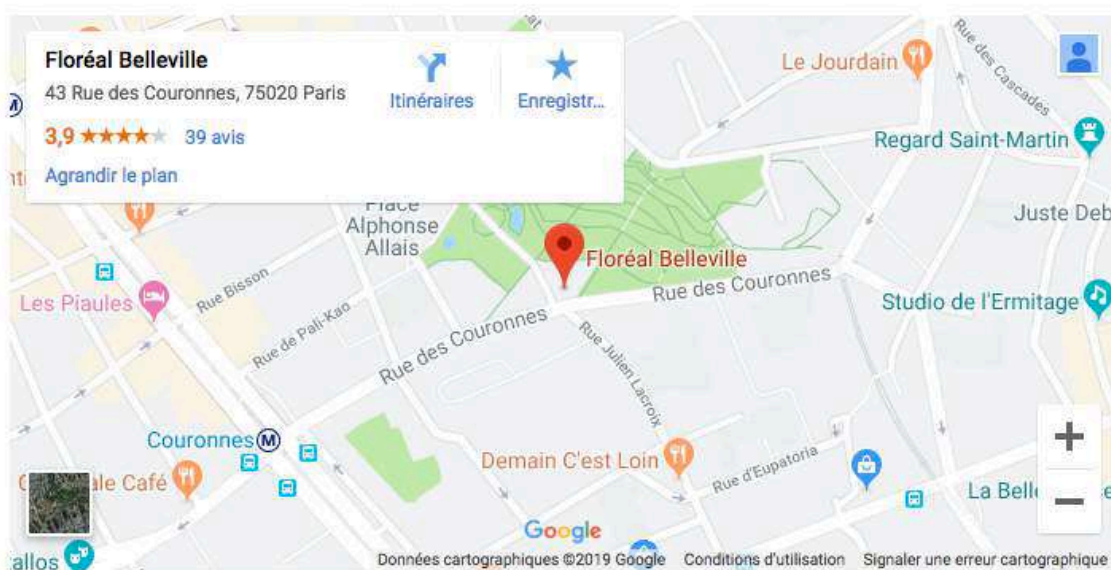 Floréal Belleville
43 Rue des Couronnes, 75020 Paris
3,9
39 avis
Agrandir le plan
Itinéraires
Enregistr...
Le Jourdain
Rue des Cascades
Regard Saint-Martin
Place
Alphonse
Allais
Juste Deb
Floréal Belleville
Rue des Couronnes
Les Piaules
Rue Bisson
Studio de l'Ermitage
Rue de Pali-Kao
Rue des Couronnes
Rue Julien Lacroix
Couronnes
M
Demain C'est Loin
Rue d'Eupatoria
ale Café
La Bell
Google
allos
Données cartographiques ©2019 Google
Conditions d'utilisation
Signaler une erreur cartographique